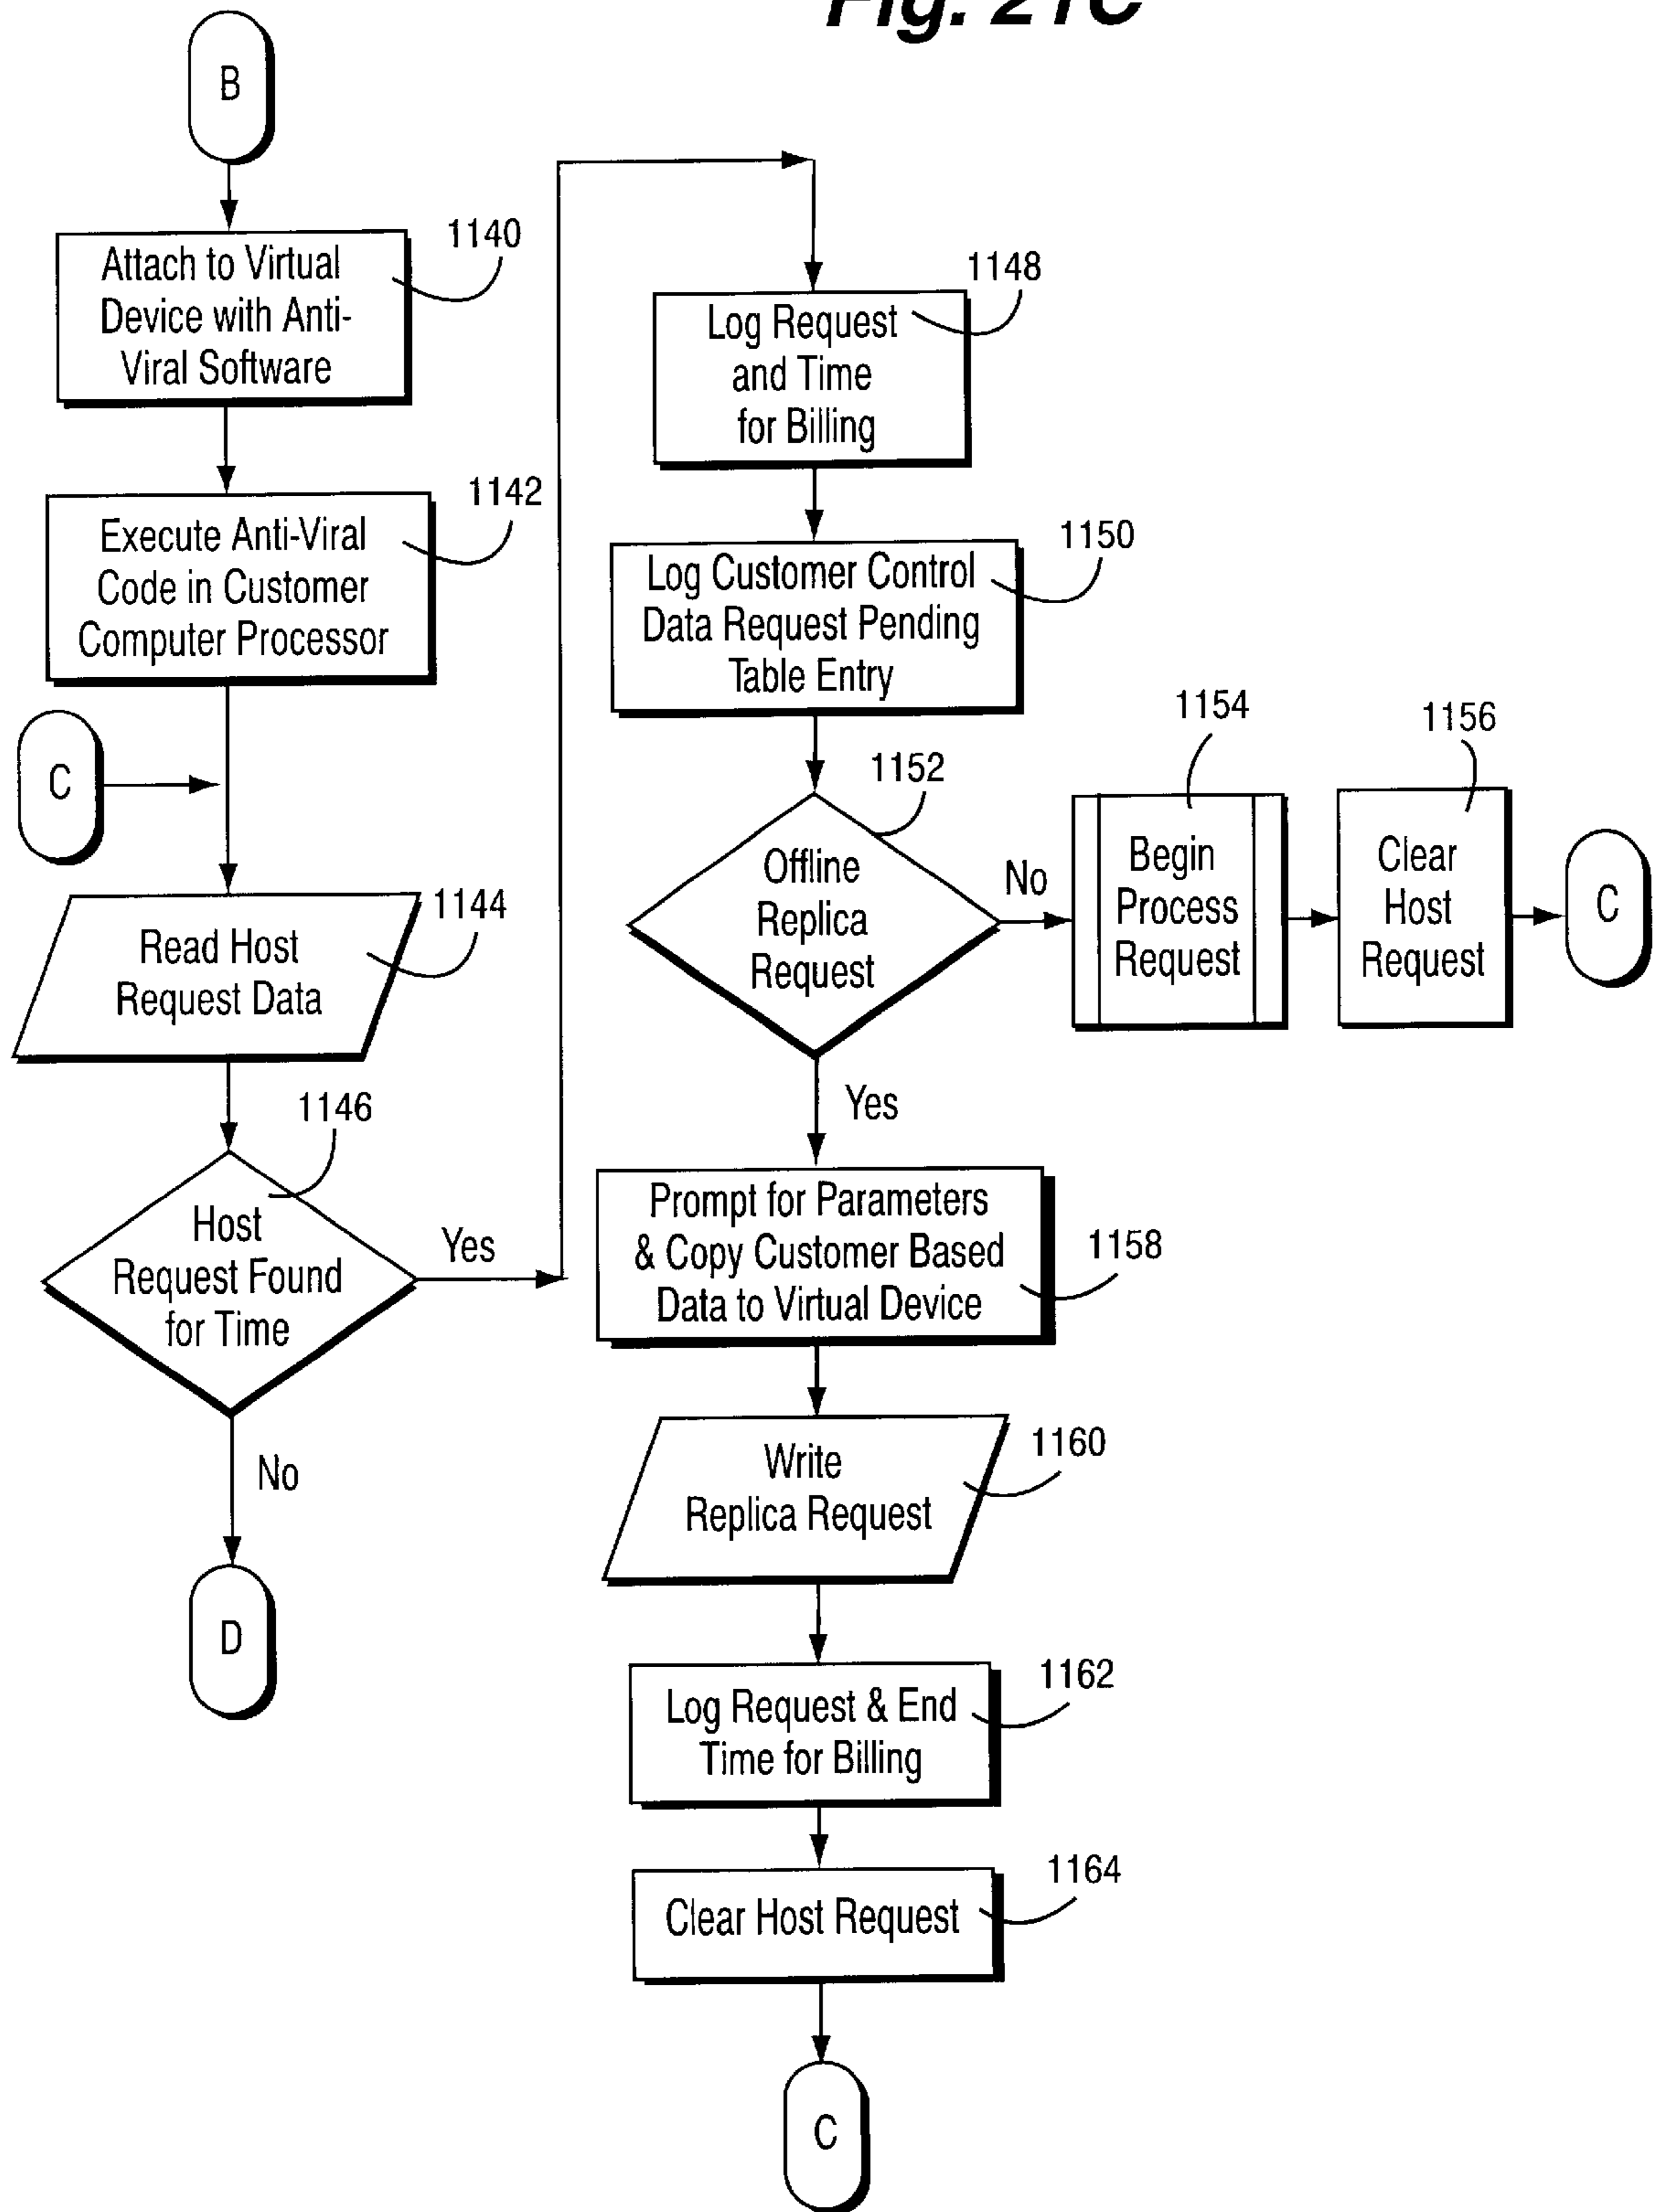 Fig. 21C
B
Attach to Virtual
Device with Anti-
Viral Software
1140
Execute Anti-Viral
Code in Customer
Computer Processor
1142
C
Read Host
Request Data
1144
Host
Request Found
for Time
1146
Yes
No
D
Log Request
and Time
for Billing
1148
Log Customer Control
Data Request Pending
Table Entry
1150
Offline
Replica
Request
1152
No
Begin
Process
Request
1154
Clear
Host
Request
1156
C
Yes
Prompt for Parameters
& Copy Customer Based
Data to Virtual Device
1158
Write
Replica Request
1160
Log Request & End
Time for Billing
1162
Clear Host Request
1164
C